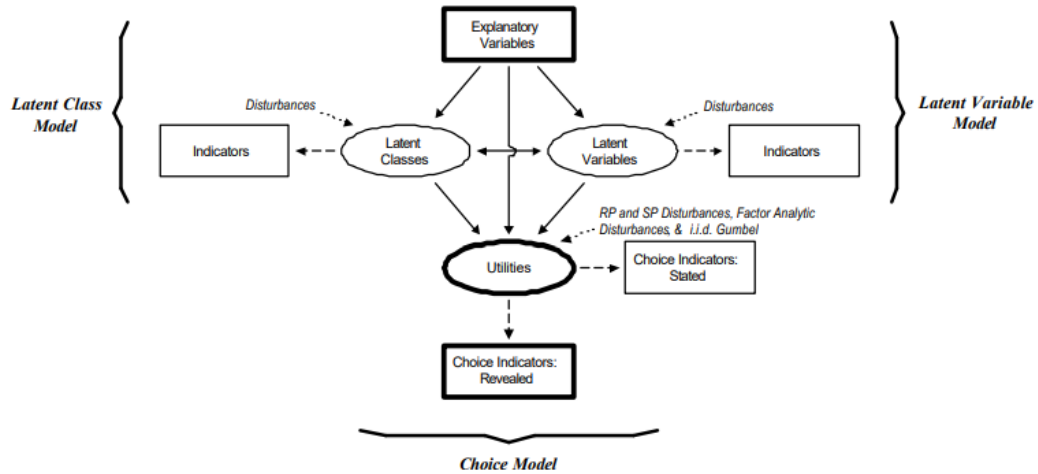 Explanatory
Variables
Latent Class
Model
Latent Variable
Model
Disturbances
Disturbances
Indicators
Latent
Classes
Latent
Variables
Indicators
RP and SP Disturbances, Factor Analytic
Disturbances, & i.i.d. Gumbel
Utilities
Choice Indicators:
Stated
Choice Indicators:
Revealed
Choice Model